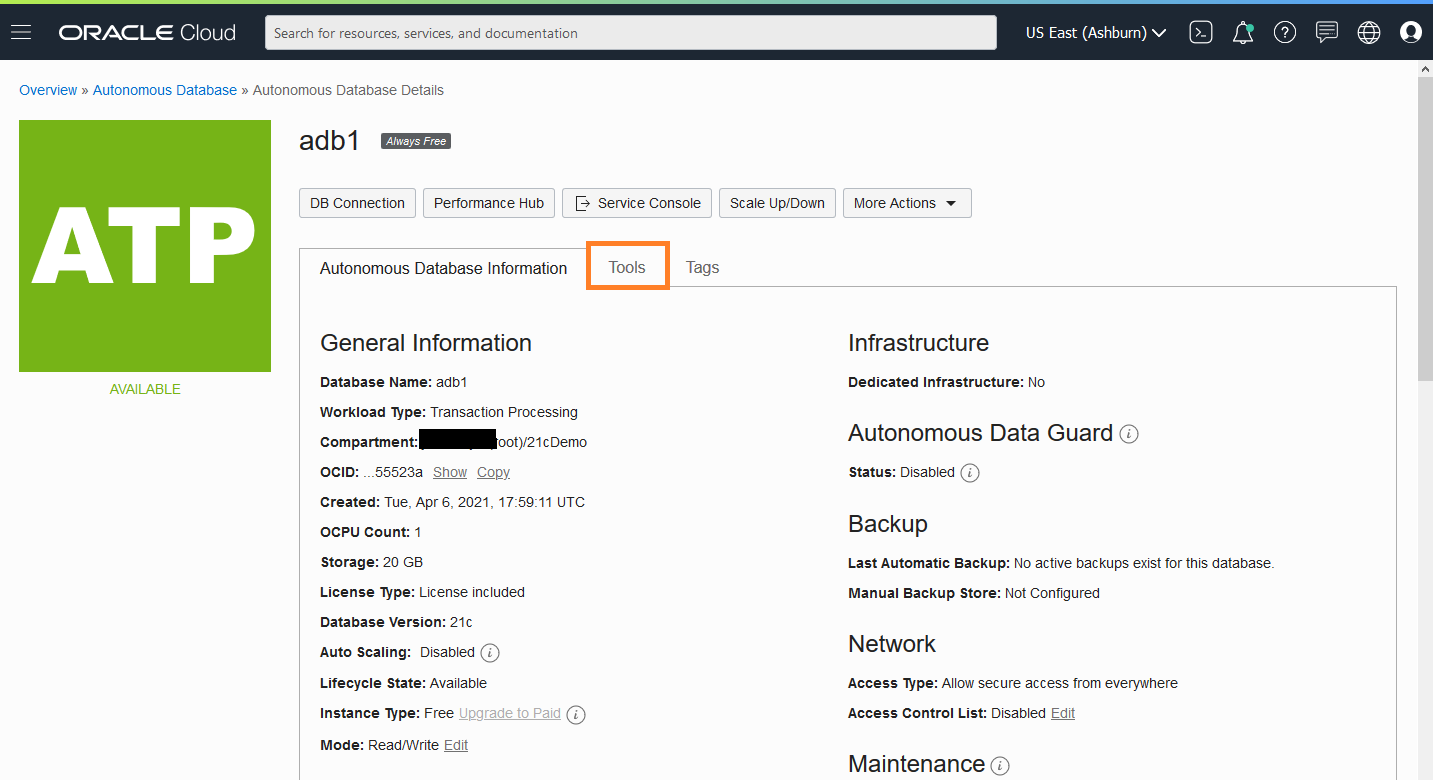 ORACLE Cloud
Search for resources, services, and documentation
US East (Ashburn)
Overview » Autonomous Database » Autonomous Database Details
ATP
AVAILABLE
adb1 Always Free
DB Connection Performance Hub Service Console Scale Up/Down More Actions
Autonomous Database Information Tools Tags
General Information
Database Name: adb1
Workload Type: Transaction Processing
Compartment: oot)/21cDemo
OCID: ...55523a Show Copy
Created: Tue, Apr 6, 2021, 17:59:11 UTC
OCPU Count: 1
Storage: 20 GB
License Type: License included
Database Version: 21c
Auto Scaling: Disabled
Lifecycle State: Available
Instance Type: Free Upgrade to Paid
Mode: Read/Write Edit
Infrastructure
Dedicated Infrastructure: No
Autonomous Data Guard
Status: Disabled
Backup
Last Automatic Backup: No active backups exist for this database.
Manual Backup Store: Not Configured
Network
Access Type: Allow secure access from everywhere
Access Control List: Disabled Edit
Maintenance